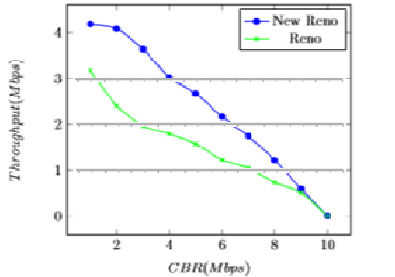 4
3
2
1
0
2 4 6 8 10
Throughput(Mbps)
CBR(Mbps)
New Reno
Reno